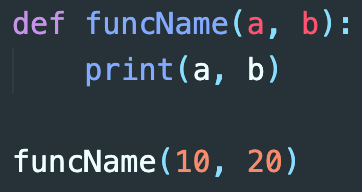 def funcName(a, b):
    print(a, b)

funcName(10, 20)